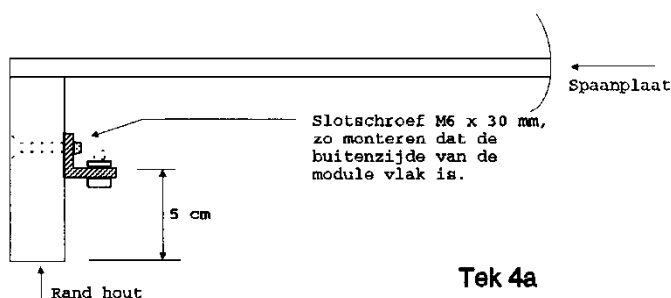 Spaanplaat
Slotschroef M6 x 30 mm,
zo monteren dat de
buitenzijde van de
module vlak is.
5 cm
Tek 4a
Rand hout